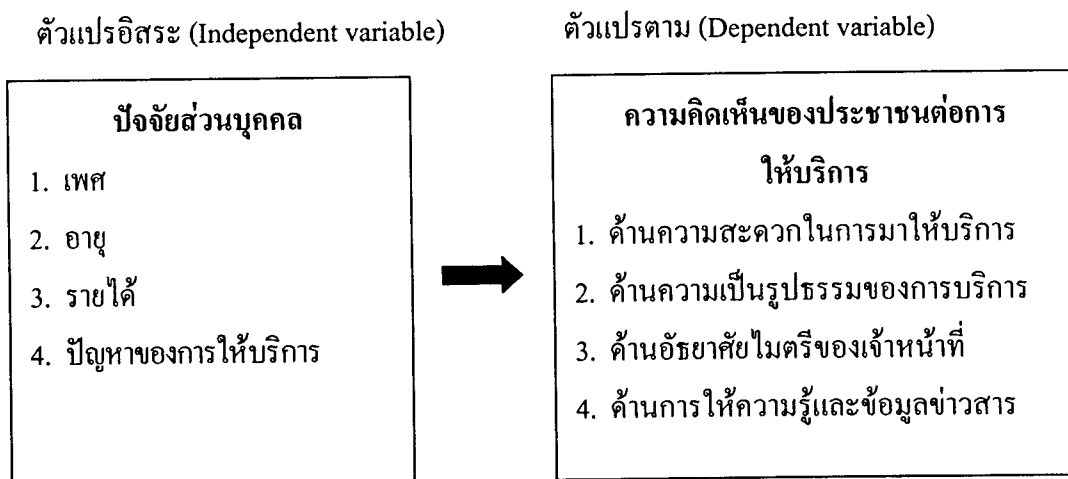 ตัวแปรอิสระ (Independent variable)
ตัวแปรตาม (Dependent variable)
ปัจจัยส่วนบุคคล
1. เพศ
2. อายุ
3. รายได้
4. ปัญหาของการให้บริการ
ความคิดเห็นของประชาชนต่อการ
ให้บริการ
1. ด้านความสะดวกในการมาให้บริการ
2. ด้านความเป็นรูปธรรมของการบริการ
3. ด้านอัธยาศัยไมตรีของเจ้าหน้าที่
4. ด้านการให้ความรู้และข้อมูลข่าวสาร